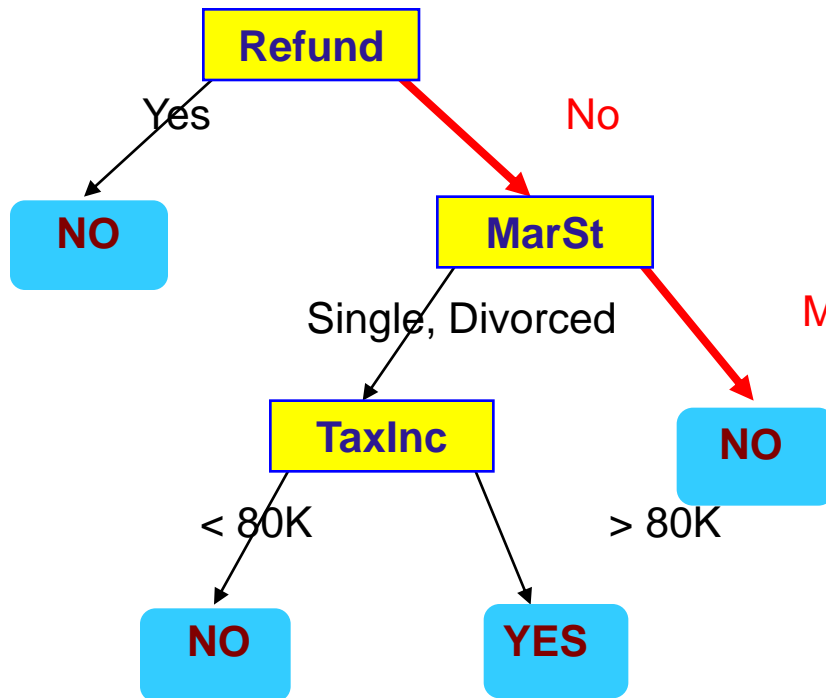 Refund
Yes
No
NO
MarSt
Single, Divorced
M
TaxInc
NO
< 80K
> 80K
NO
YES